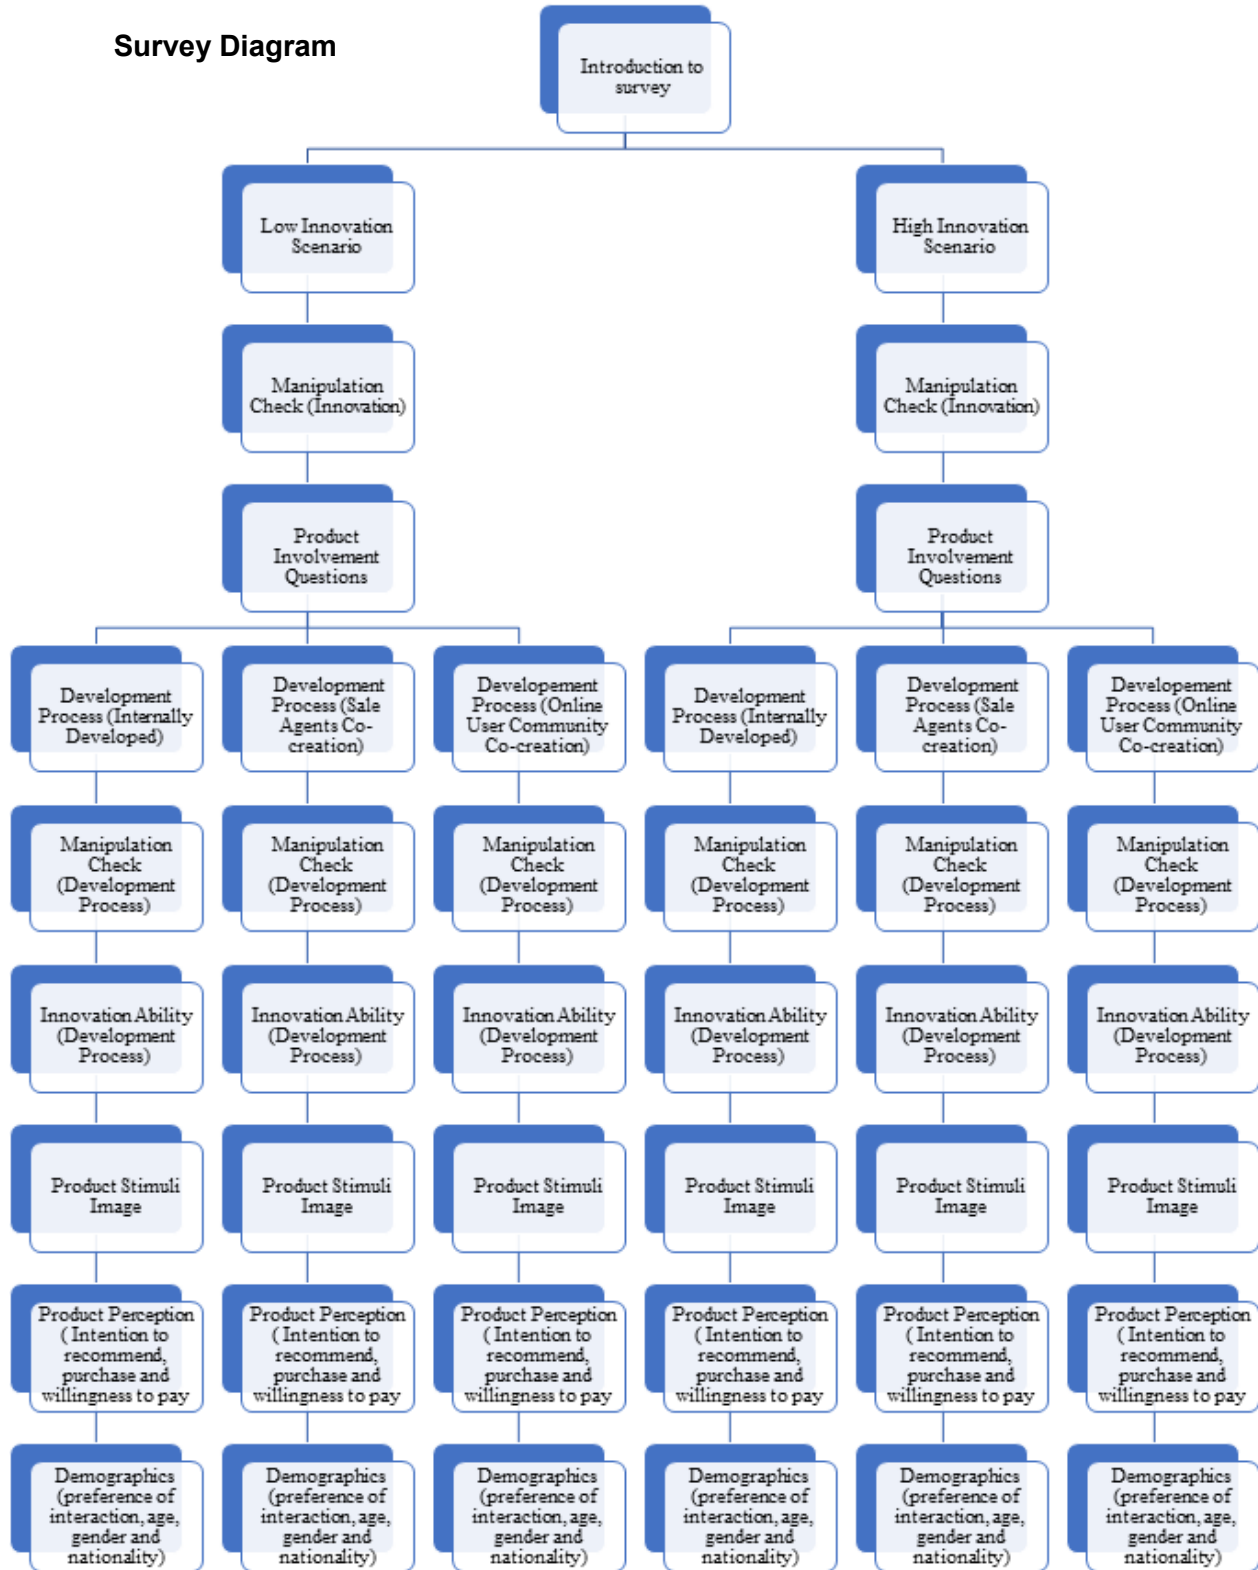 Survey Diagram
Introduction to
survey
Low Innovation
Scenario
High Innovation
Scenario
Manipulation
Check (Innovation)
Manipulation
Check (Innovation)
Product
Involvement
Questions
Product
Involvement
Questions
Development
Process (Internally
Developed)
Development
Process (Sale
Agents Co-
creation)
Developement
Process (Online
User Community
Co-creation)
Development
Process (Internally
Developed)
Development
Process (Sale
Agents Co-
creation)
Developement
Process (Online
User Community
Co-creation)
Manipulation
Check
(Development
Process)
Manipulation
Check
(Development
Process)
Manipulation
Check
(Development
Process)
Manipulation
Check
(Development
Process)
Manipulation
Check
(Development
Process)
Manipulation
Check
(Development
Process)
Innovation Ability
(Development
Process)
Innovation Ability
(Development
Process)
Innovation Ability
(Development
Process)
Innovation Ability
(Development
Process)
Innovation Ability
(Development
Process)
Innovation Ability
(Development
Process)
Product Stimuli
Image
Product Stimuli
Image
Product Stimuli
Image
Product Stimuli
Image
Product Stimuli
Image
Product Stimuli
Image
Product Perception
( Intention to
recommend,
purchase and
willingness to pay
Product Perception
( Intention to
recommend,
purchase and
willingness to pay
Product Perception
( Intention to
recommend,
purchase and
willingness to pay
Product Perception
( Intention to
recommend,
purchase and
willingness to pay
Product Perception
( Intention to
recommend,
purchase and
willingness to pay
Product Perception
( Intention to
recommend,
purchase and
willingness to pay
Demographics
(preference of
interaction, age,
gender and
nationality)
Demographics
(preference of
interaction, age,
gender and
nationality)
Demographics
(preference of
interaction, age,
gender and
nationality)
Demographics
(preference of
interaction, age,
gender and
nationality)
Demographics
(preference of
interaction, age,
gender and
nationality)
Demographics
(preference of
interaction, age,
gender and
nationality)